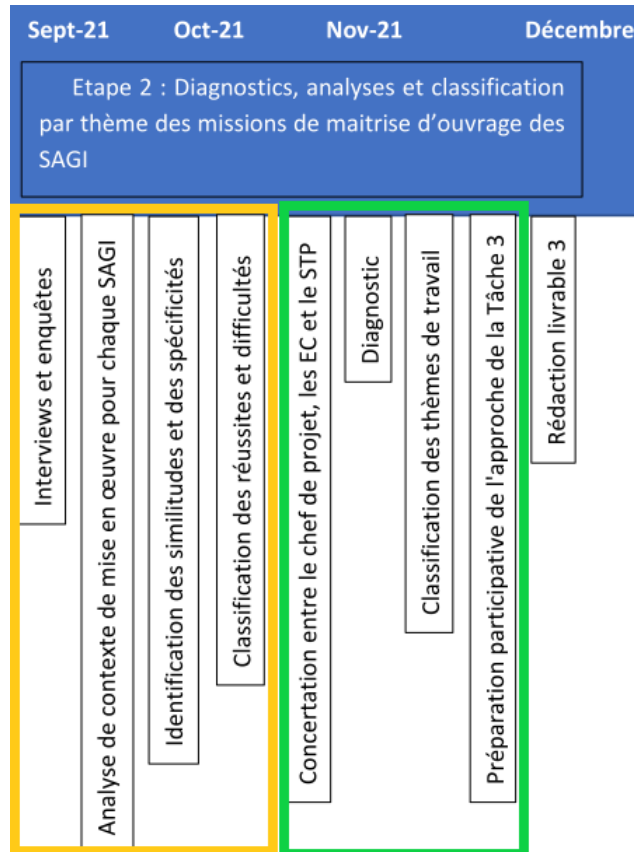 Sept-21 Oct-21 Nov-21 Décembre
Etape 2 : Diagnostics, analyses et classification
par thème des missions de maitrise d’ouvrage des
SAGI
Interviews et enquêtes
Analyse de contexte de mise en œuvre pour chaque SAGI
Identification des similitudes et des spécificités
Classification des réussites et difficultés
Concertation entre le chef de projet, les EC et le STP
Diagnostic
Classification des thèmes de travail
Préparation participative de l'approche de la Tâche 3
Rédaction livrable 3